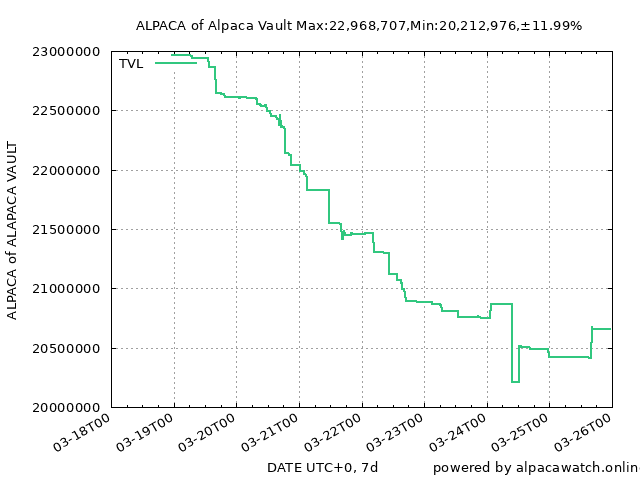 ALPACA of Alpaca Vault Max:22,968,707,Min:20,212,976,±11.99%
TVL
ALPACA of ALAPACA VAULT
23000000
22500000
22000000
21500000
21000000
20500000
20000000
03-18T00
03-19T00
03-20T00
03-21T00
03-22T00
03-23T00
03-24T00
03-25T00
03-26T00
DATE UTC+0, 7d
powered by alpacawatch.online